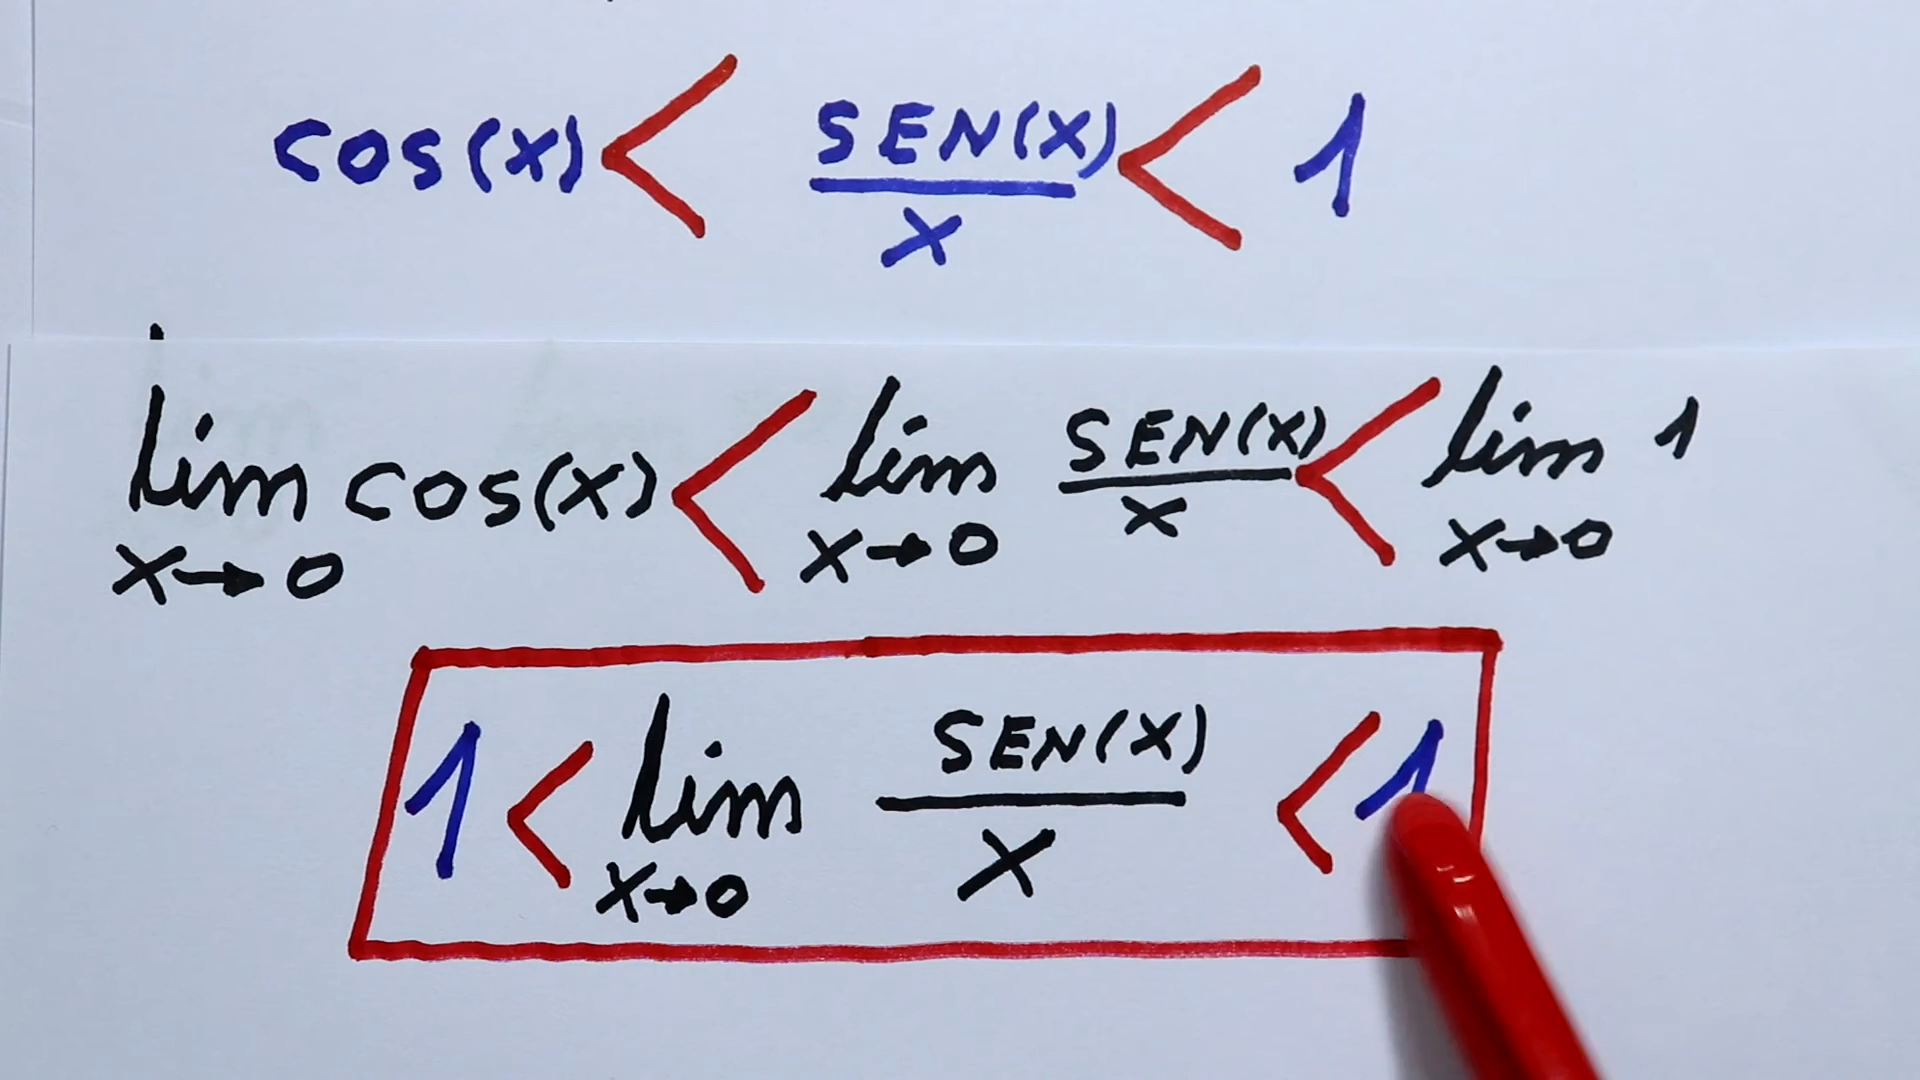 cos(x) < SEN(X)/X < 1
lim x→0 cos(x) < lim x→0 SEN(X)/X < lim x→0 1
1 < lim x→0 SEN(X)/X < 1